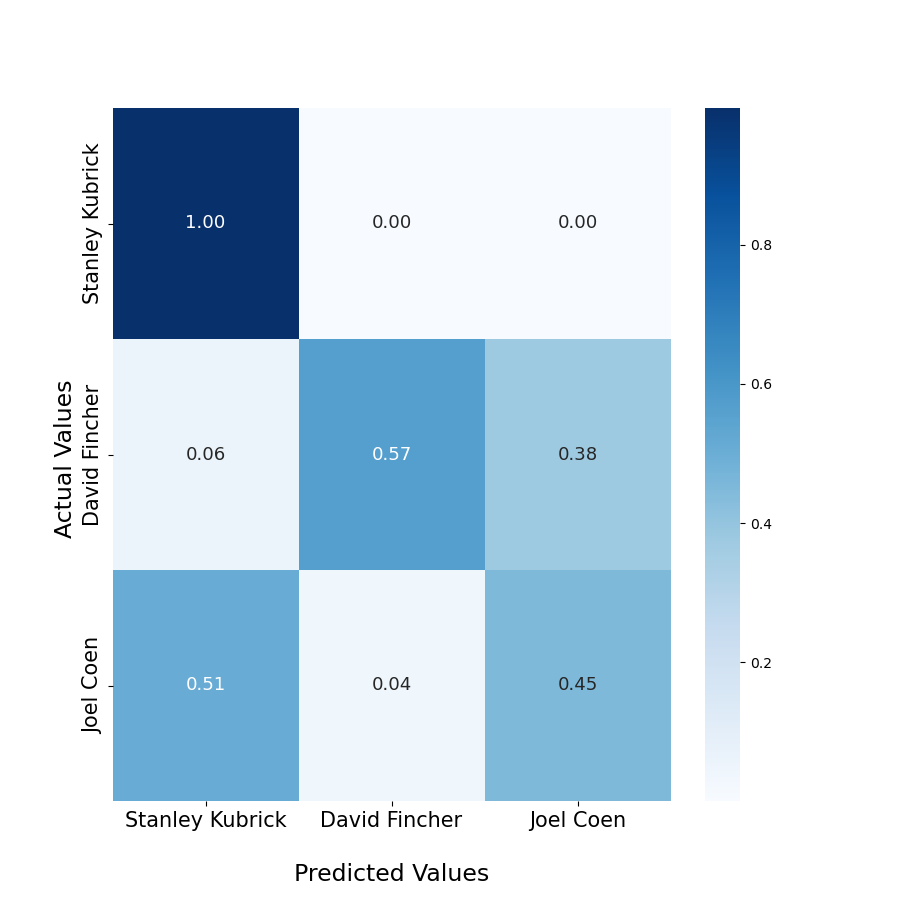 Stanley Kubrick
1.00 0.00 0.00
0.8
0.6
Actual Values
David Fincher
0.06 0.57 0.38
0.4
0.2
Joel Coen
0.51 0.04 0.45
Stanley Kubrick David Fincher Joel Coen
Predicted Values